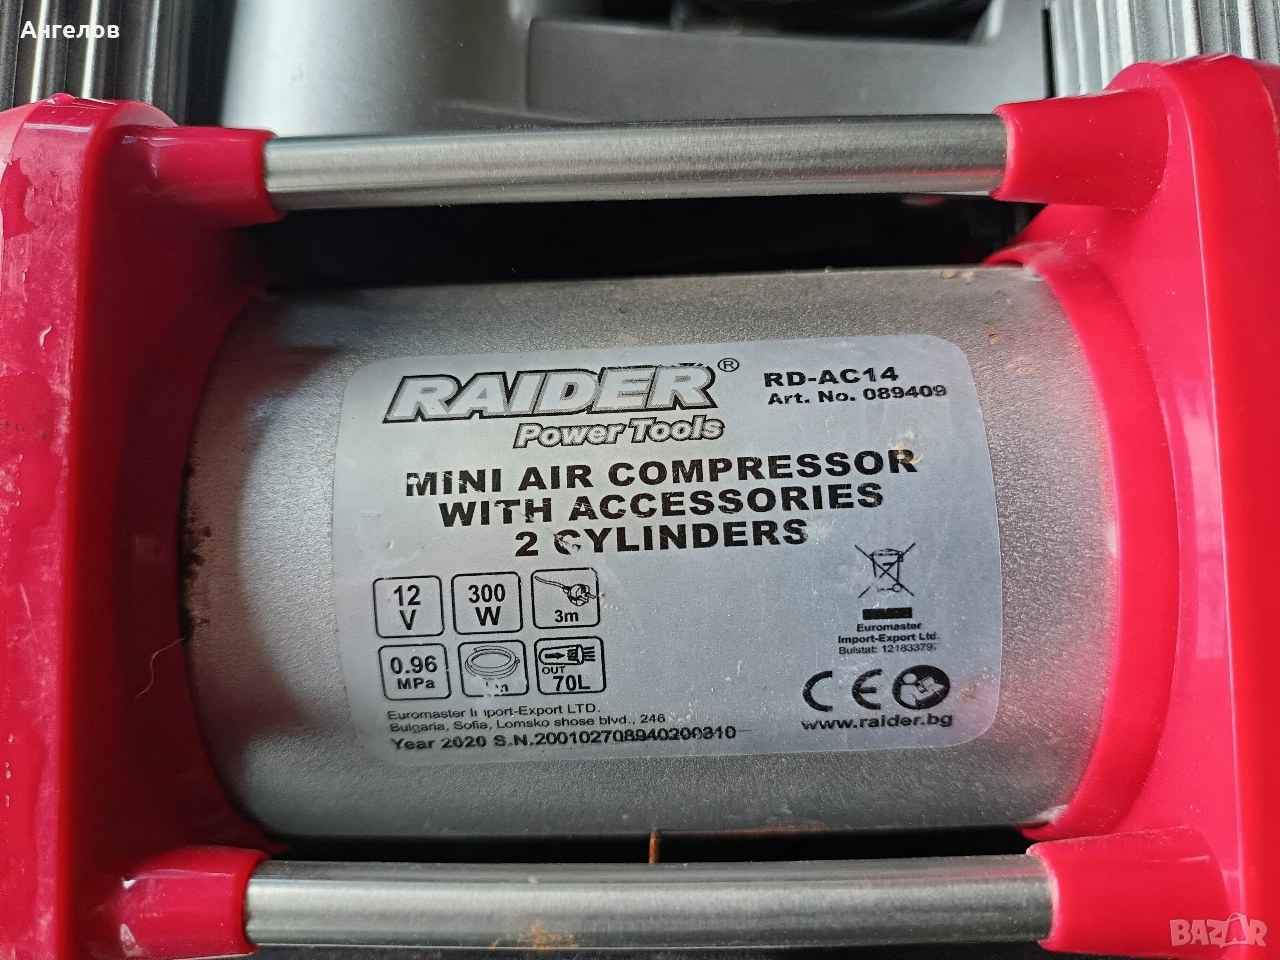 Ангелов
RAIDER®
Power Tools
RD-AC14
Art. No. 089409
MINI AIR COMPRESSOR
WITH ACCESSORIES
2 CYLINDERS
12 V
300 W
3m
0.96 MPa
OUT
70L
Euromaster
Import-Export Ltd.
Bulstat:
CE
www.raider.bg
Euromaster Import-Export LTD.
Bulgaria, Sofia, Lomsko shose blvd., 246
Year 2020 S.N.200102708940200310
BAZAR